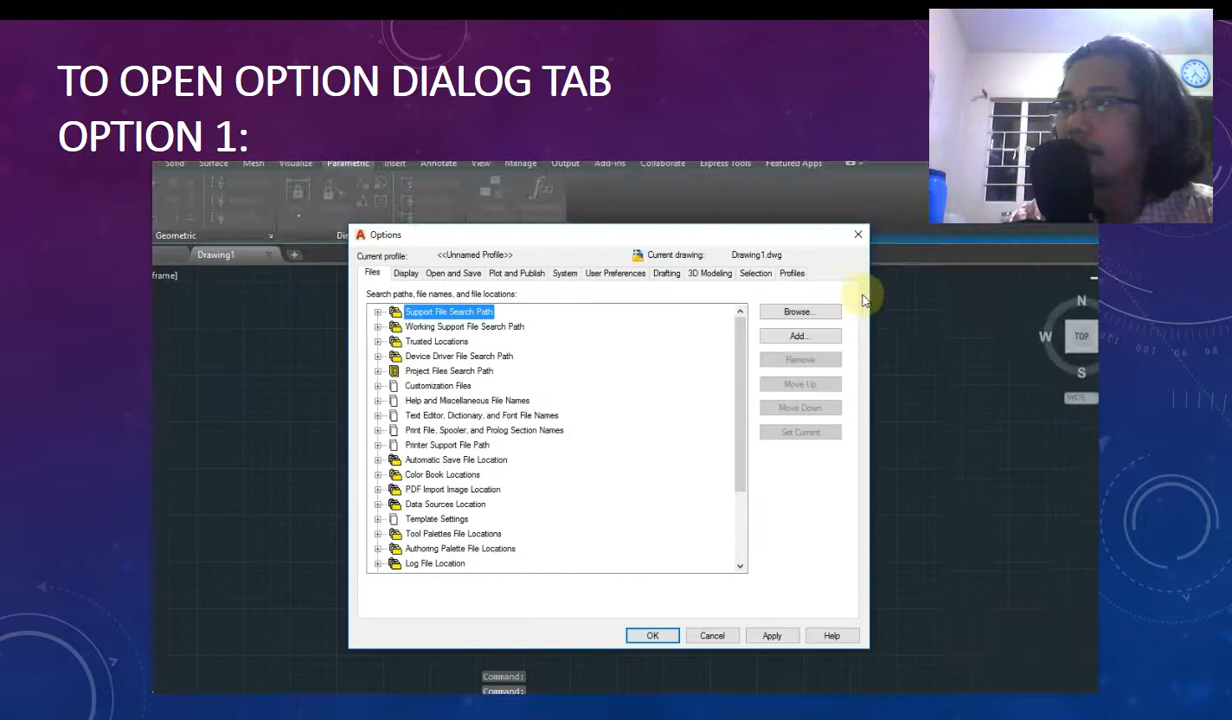 TO OPEN OPTION DIALOG TAB
OPTION 1:
Solid Surface Mesh Visualize Parametric Insert Annotate View Manage Output Add-ins Collaborate Express Tools Featured Apps
Geometric
Drawing1
frame]
Options
Current profile: <<Unnamed Profile>> Current drawing: Drawing1.dwg
Files Display Open and Save Plot and Publish System User Preferences Drafting 3D Modeling Selection Profiles
Search paths, file names, and file locations:
Support File Search Path
Working Support File Search Path
Trusted Locations
Device Driver File Search Path
Project Files Search Path
Customization Files
Help and Miscellaneous File Names
Text Editor, Dictionary, and Font File Names
Print File, Spooler, and Prolog Section Names
Printer Support File Path
Automatic Save File Location
Color Book Locations
PDF Import Image Location
Data Sources Location
Template Settings
Tool Palettes File Locations
Authoring Palette File Locations
Log File Location
Browse...
Add...
Remove
Move Up
Move Down
Set Current
OK Cancel Apply Help
N
W TOP
S
WCS
Command:
Command: